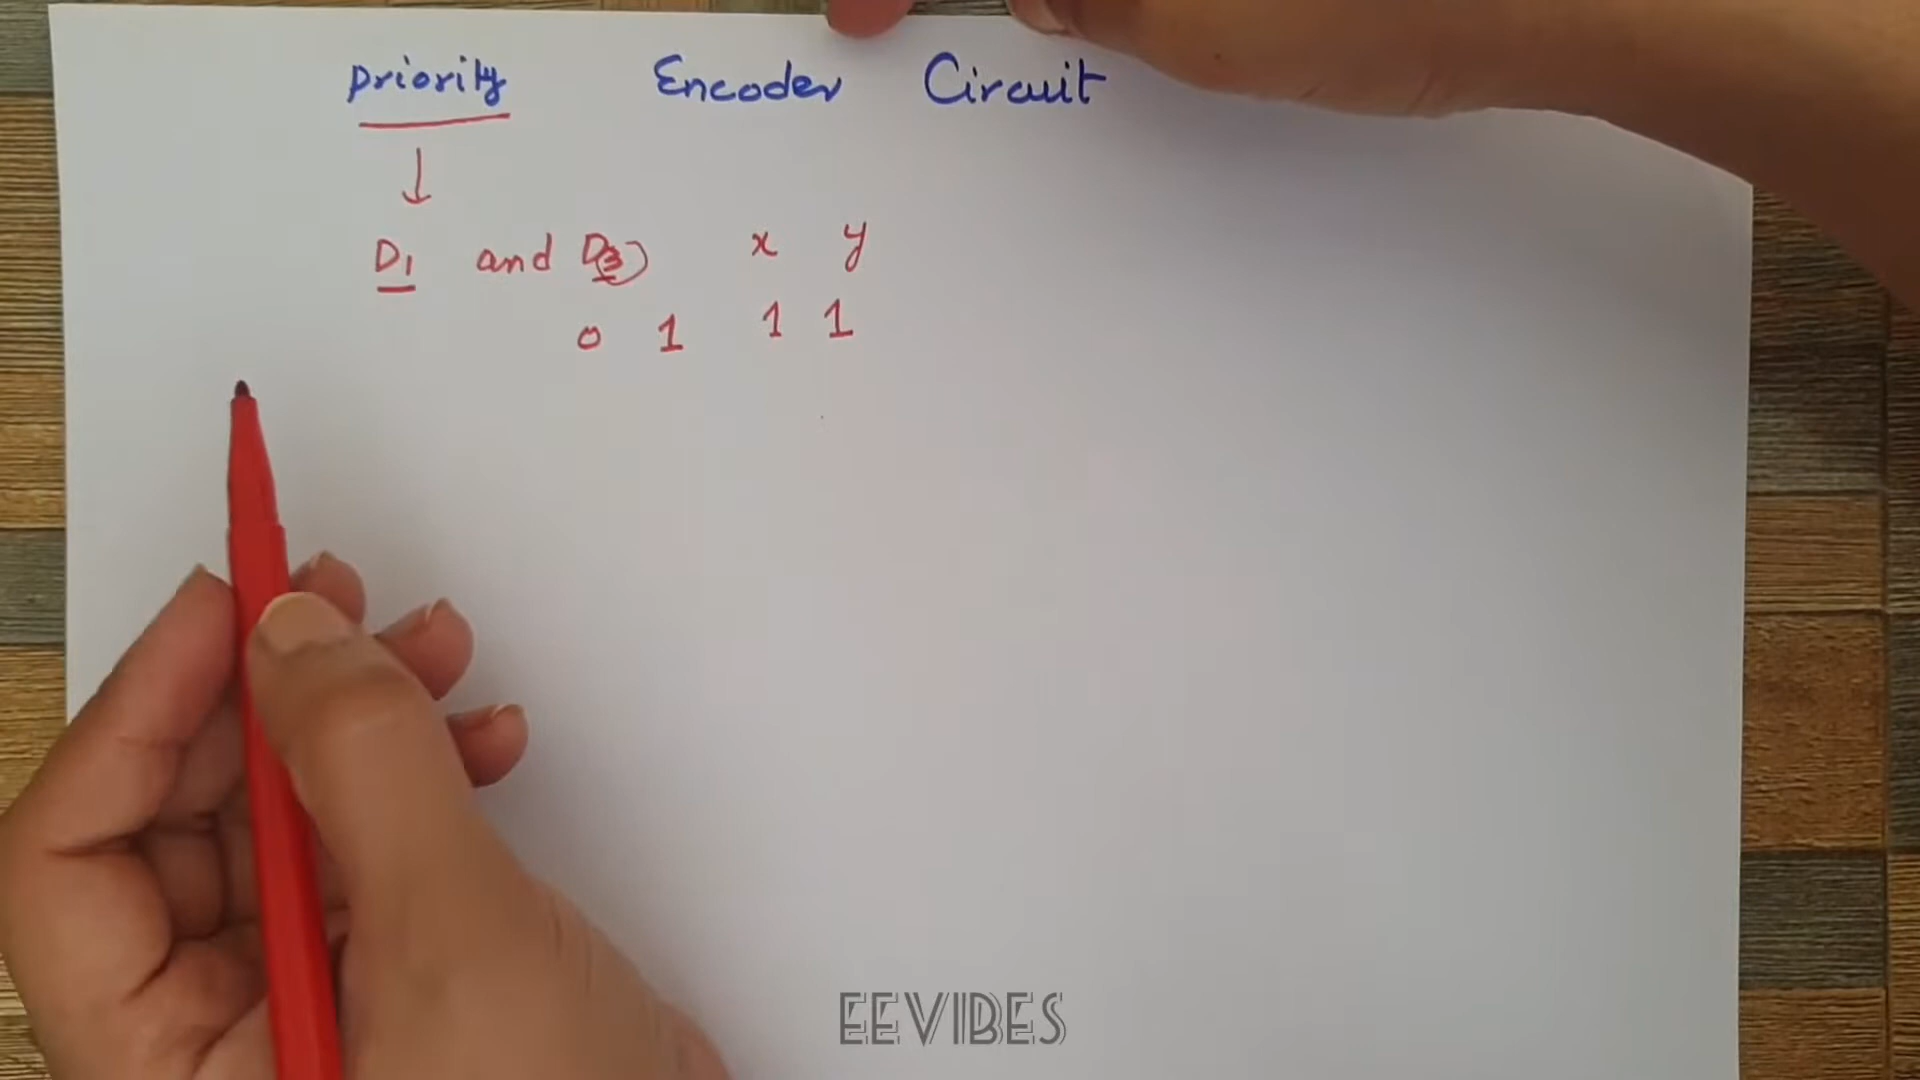 Priority Encoder Circuit
↓
D1 and D3 x y
0 1 1 1
EEVIBES